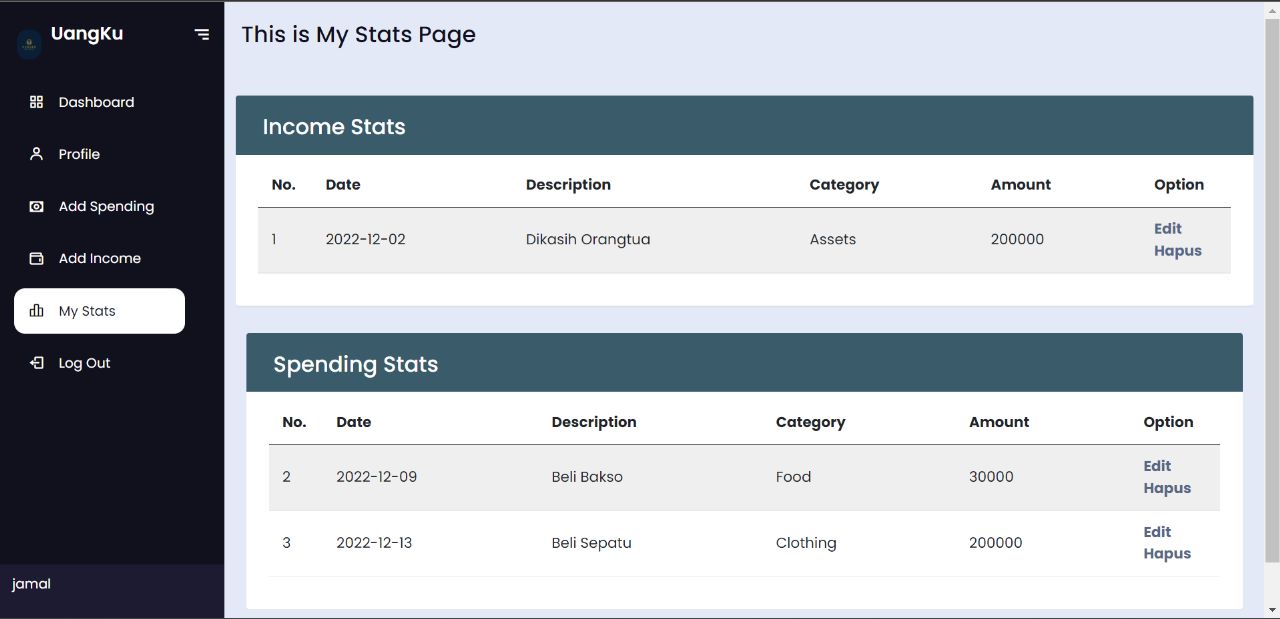 UangKu
This is My Stats Page
Dashboard
Profile
Add Spending
Add Income
My Stats
Log Out
jamal
Income Stats
No. Date Description Category Amount Option
1 2022-12-02 Dikasih Orangtua Assets 200000 Edit
Hapus
Spending Stats
No. Date Description Category Amount Option
2 2022-12-09 Beli Bakso Food 30000 Edit
Hapus
3 2022-12-13 Beli Sepatu Clothing 200000 Edit
Hapus